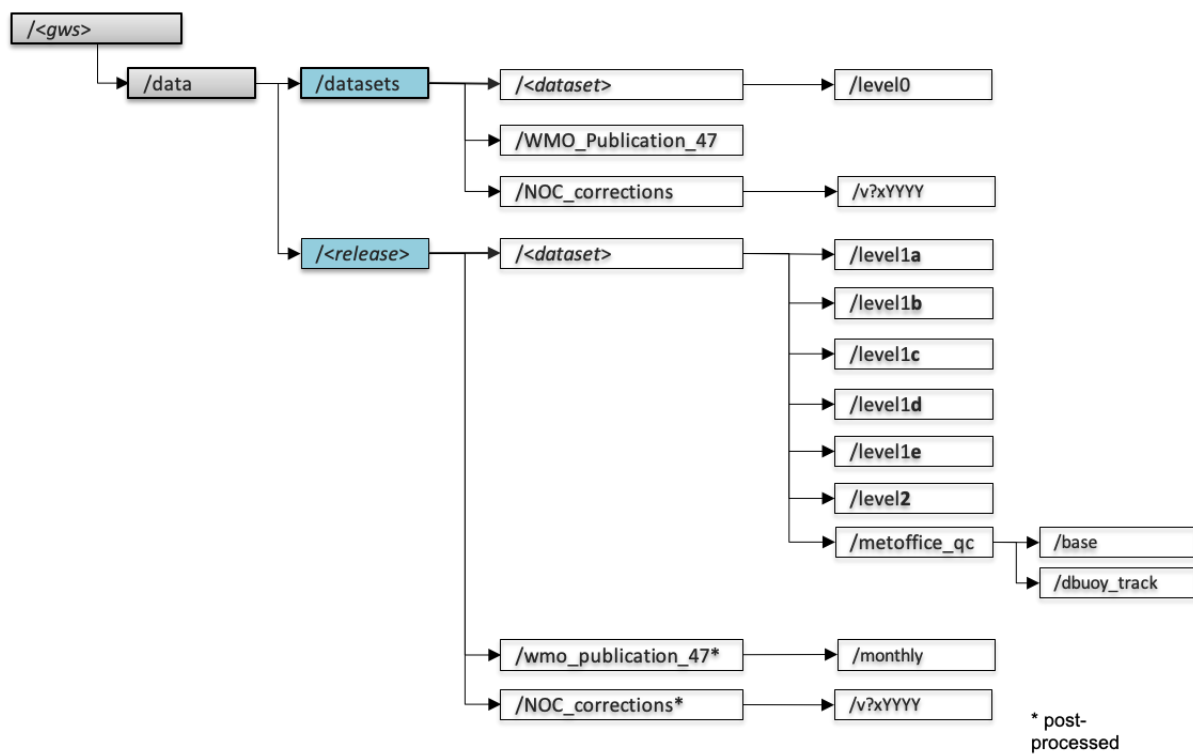 /<gws>
/data
/datasets
/<dataset>
/level0
/WMO_Publication_47
/NOC_corrections
/v?xYYYY
/<release>
/<dataset>
/level1a
/level1b
/level1c
/level1d
/level1e
/level2
/metoffice_qc
/base
/dbuoy_track
/wmo_publication_47*
/monthly
/NOC_corrections*
/v?xYYYY
* post-
processed